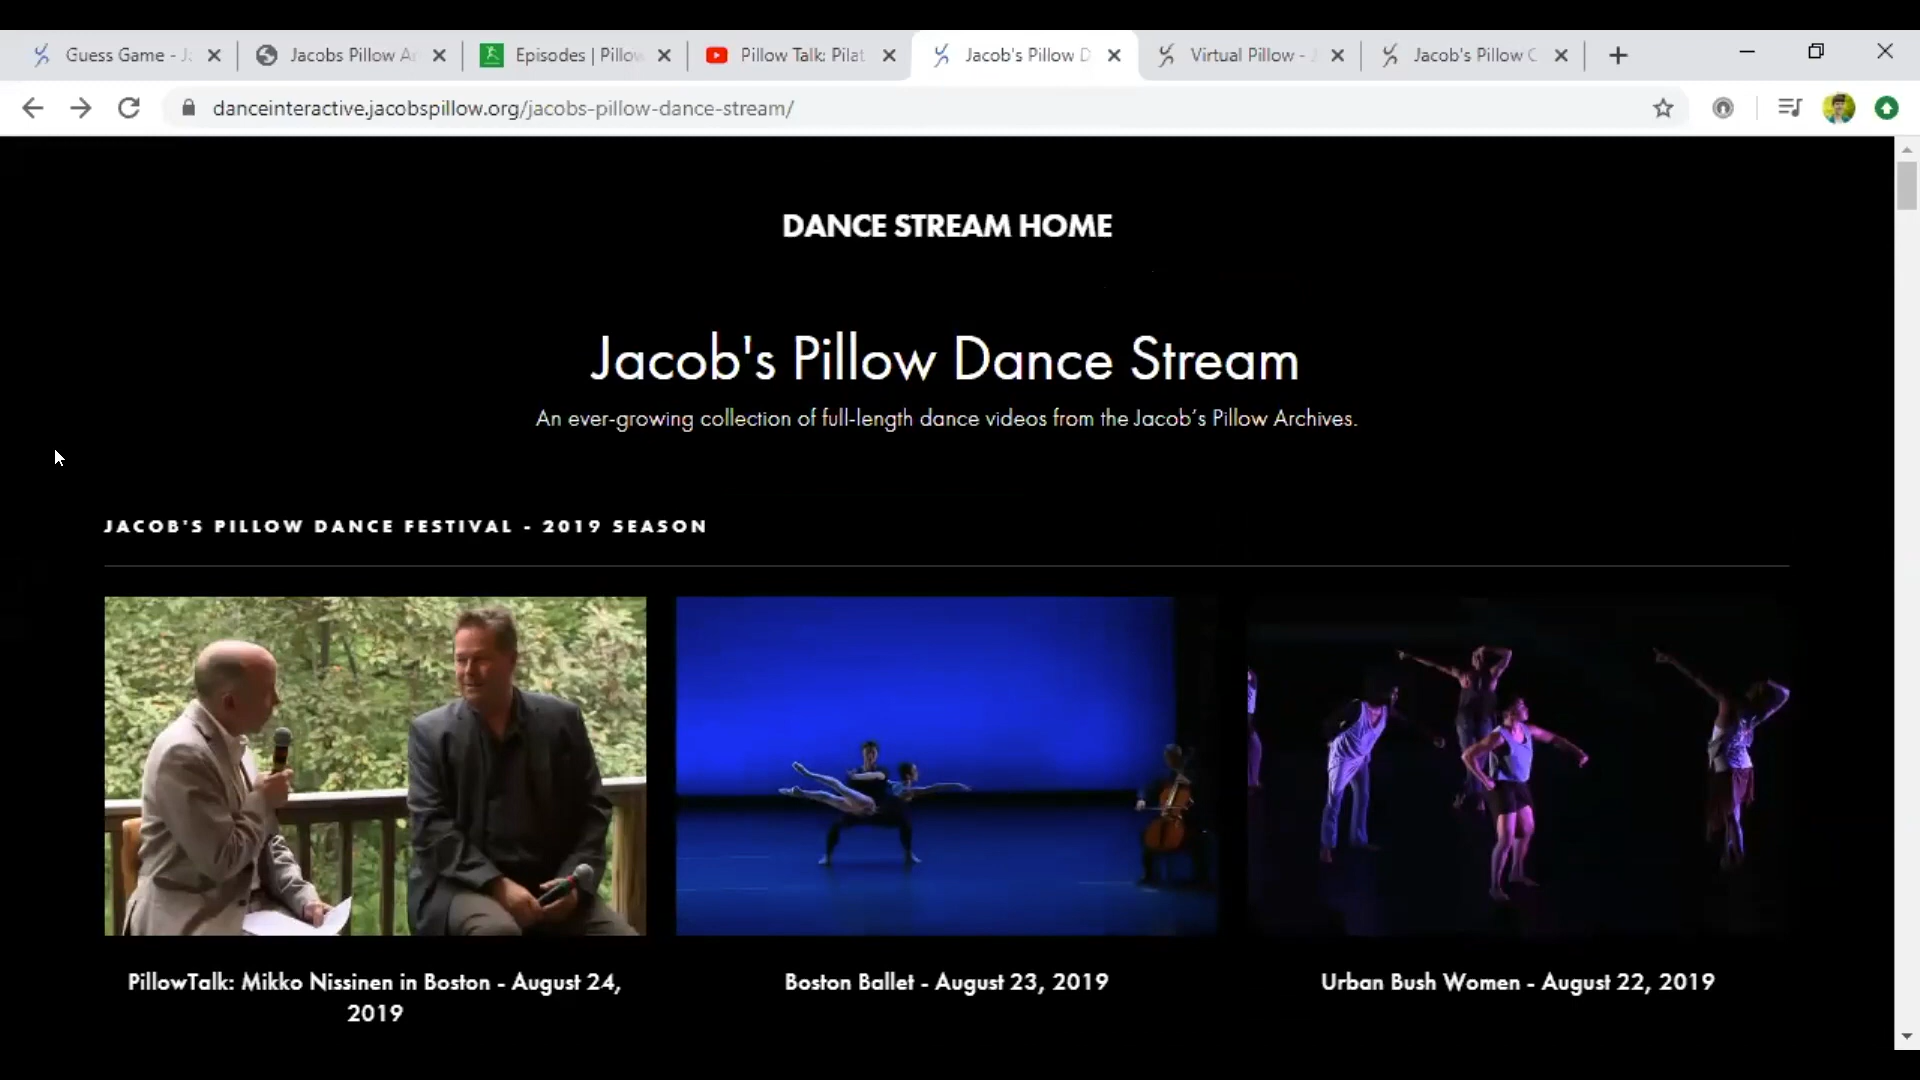 Guess Game - J
Jacobs Pillow A
Episodes | Pillow
Pillow Talk: Pilat
Jacob's Pillow D
Virtual Pillow -
Jacob's Pillow C
danceinteractive.jacobspillow.org/jacobs-pillow-dance-stream/
DANCE STREAM HOME
Jacob's Pillow Dance Stream
An ever-growing collection of full-length dance videos from the Jacob's Pillow Archives.
JACOB'S PILLOW DANCE FESTIVAL - 2019 SEASON
PillowTalk: Mikko Nissinen in Boston - August 24,
2019
Boston Ballet - August 23, 2019
Urban Bush Women - August 22, 2019